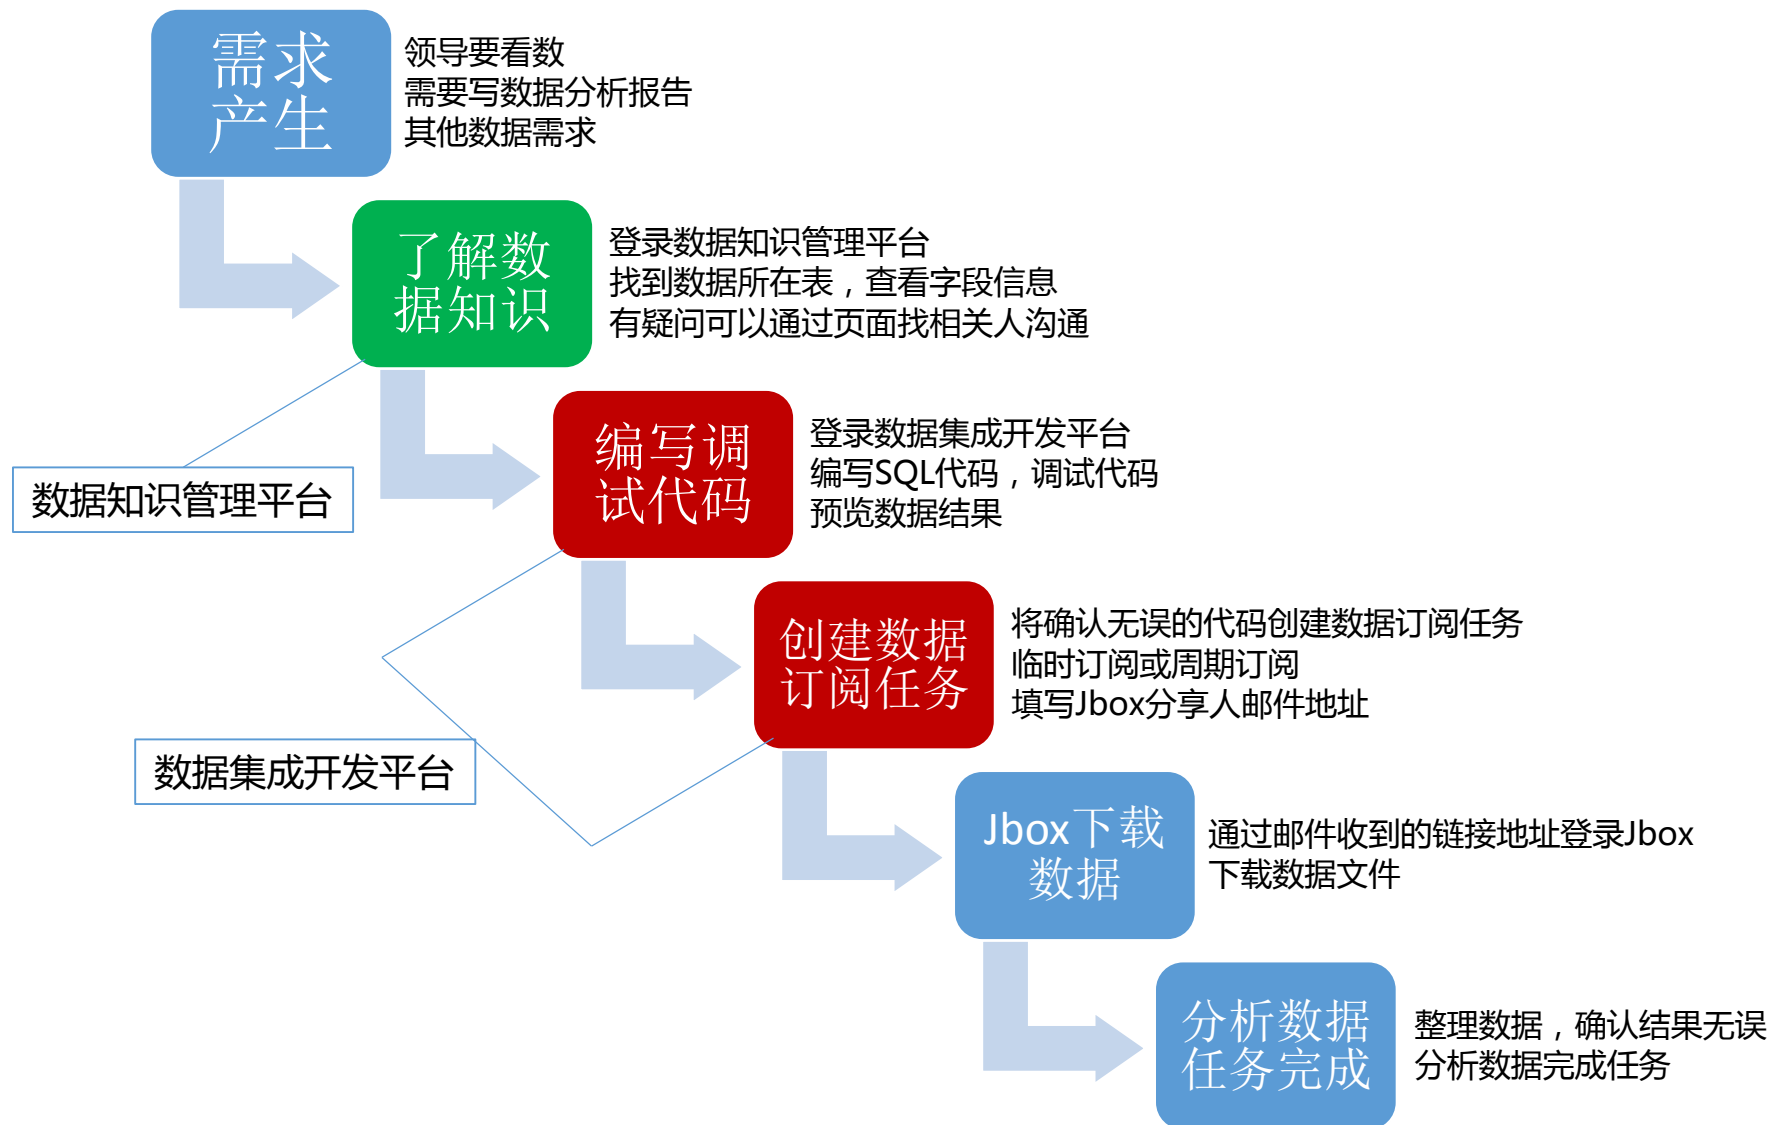 需求
产生
领导要看数
需要写数据分析报告
其他数据需求
了解数
据知识
登录数据知识管理平台
找到数据所在表，查看字段信息
有疑问可以通过页面找相关人沟通
数据知识管理平台
编写调
试代码
登录数据集成开发平台
编写SQL代码，调试代码
预览数据结果
创建数据
订阅任务
将确认无误的代码创建数据订阅任务
临时订阅或周期订阅
填写Jbox分享人邮件地址
数据集成开发平台
Jbox下载
数据
通过邮件收到的链接地址登录Jbox
下载数据文件
分析数据
任务完成
整理数据，确认结果无误
分析数据完成任务